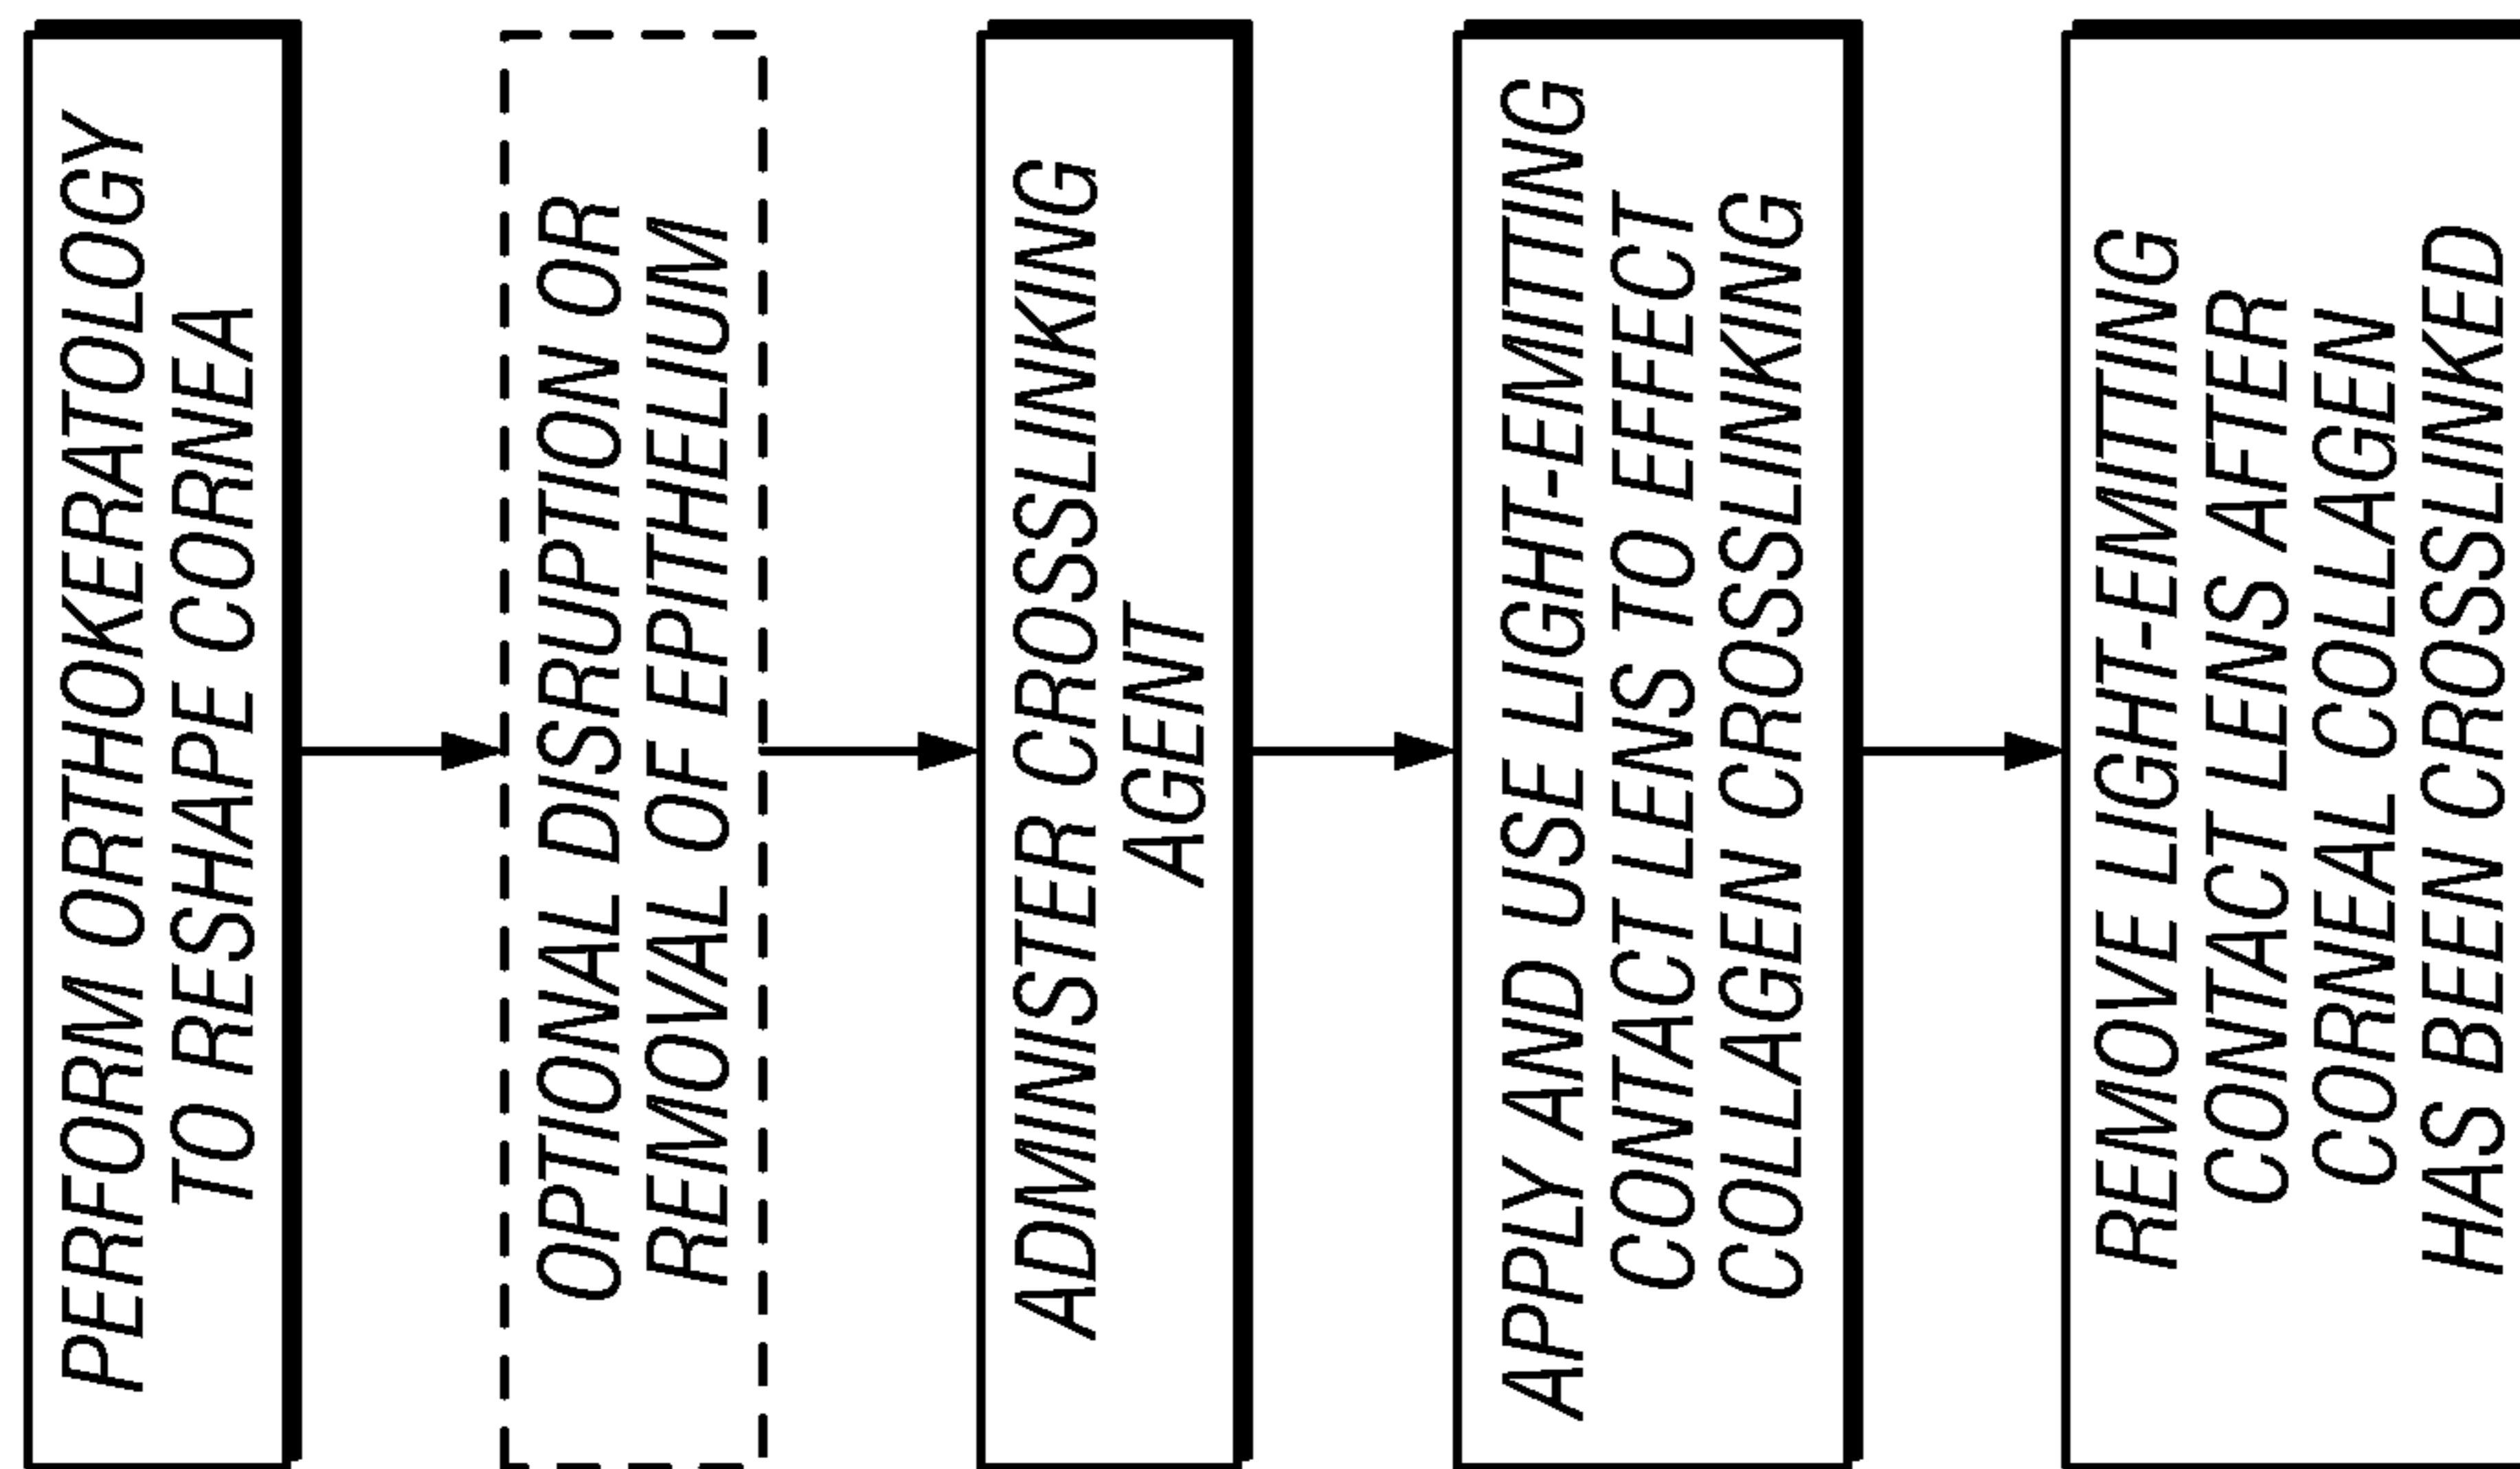 PERFORM ORTHOKERATOLOGY
TO RESHAPE CORNEA
OPTIONAL DISRUPTION OR
REMOVAL OF EPITHELIUM
ADMINISTER CROSSLINKING
AGENT
APPLY AND USE LIGHT-EMITTING
CONTACT LENS TO EFFECT
COLLAGEN CROSSLINKING
REMOVE LIGHT-EMITTING
CONTACT LENS AFTER
CORNEAL COLLAGEN
HAS BEEN CROSSLINKED